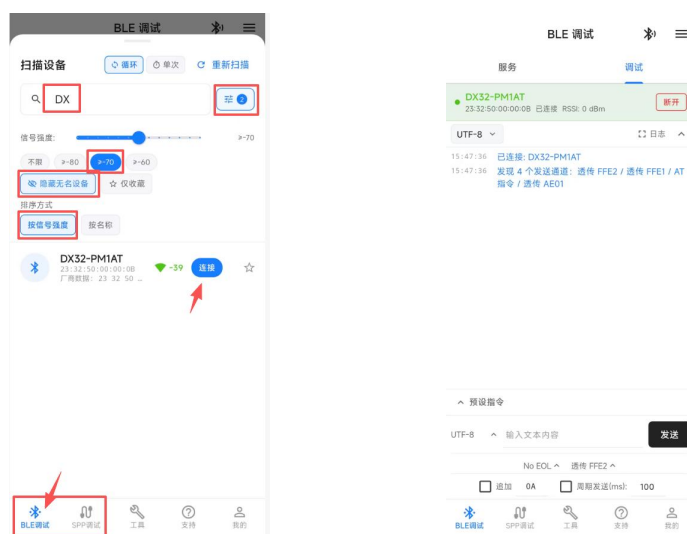 BLE 调试
扫描设备
循环
单次
重新扫描
DX
2
信号强度:
>-70
不限
>-80
>-70
>-60
隐藏无名设备
仅收藏
排序方式
按信号强度
按名称
DX32-PM1AT
23:32:50:00:00:0B
厂商数据: 23 32 50 …
-39
连接
BLE调试
SPP调试
工具
支持
我的
BLE 调试
服务
调试
DX32-PM1AT
23:32:50:00:00:0B 已连接 RSSI: 0 dBm
断开
UTF-8
日志
15:47:36 已连接: DX32-PM1AT
15:47:36 发现 4 个发送通道: 透传 FFE2 / 透传 FFE1 / AT
指令 / 透传 AE01
预设指令
UTF-8
输入文本内容
发送
No EOL
透传 FFE2
追加 0A
周期发送(ms): 100
BLE调试
SPP调试
工具
支持
我的